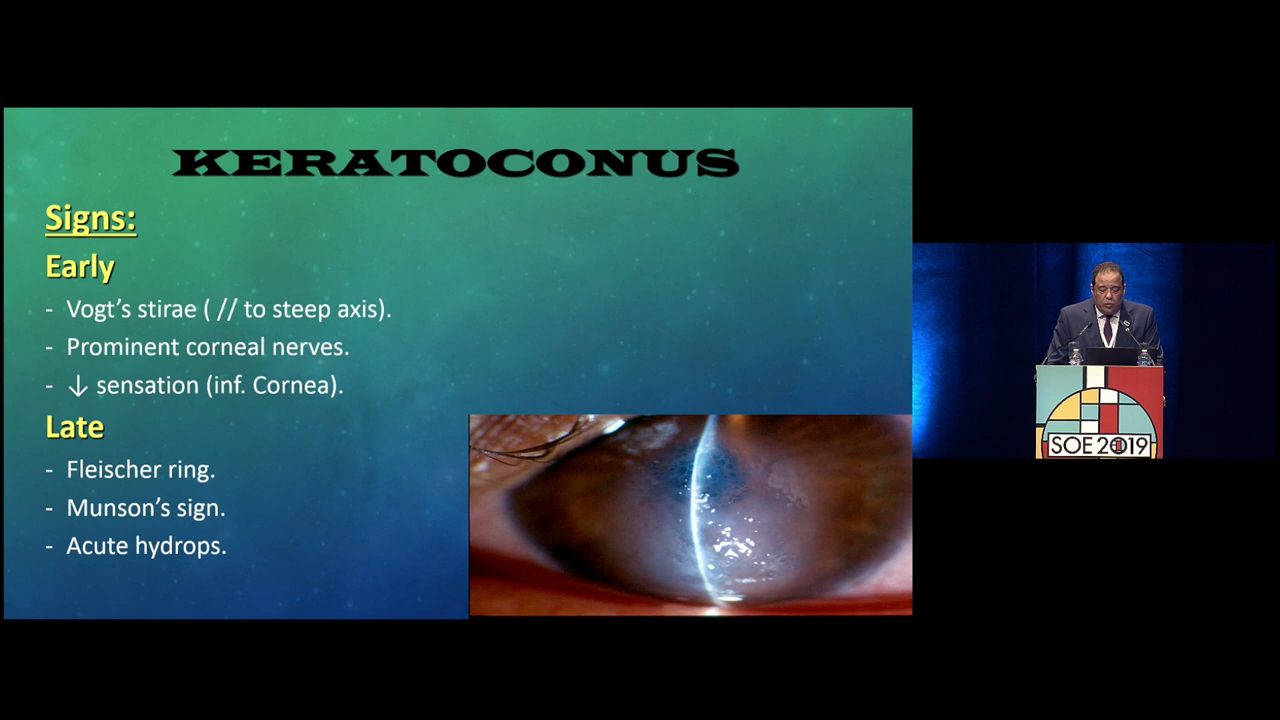 KERATOCONUS
Signs:
Early
- Vogt's stirae ( // to steep axis).
- Prominent corneal nerves.
- ↓ sensation (inf. Cornea).
Late
- Fleischer ring.
- Munson's sign.
- Acute hydrops.
SOE 2019